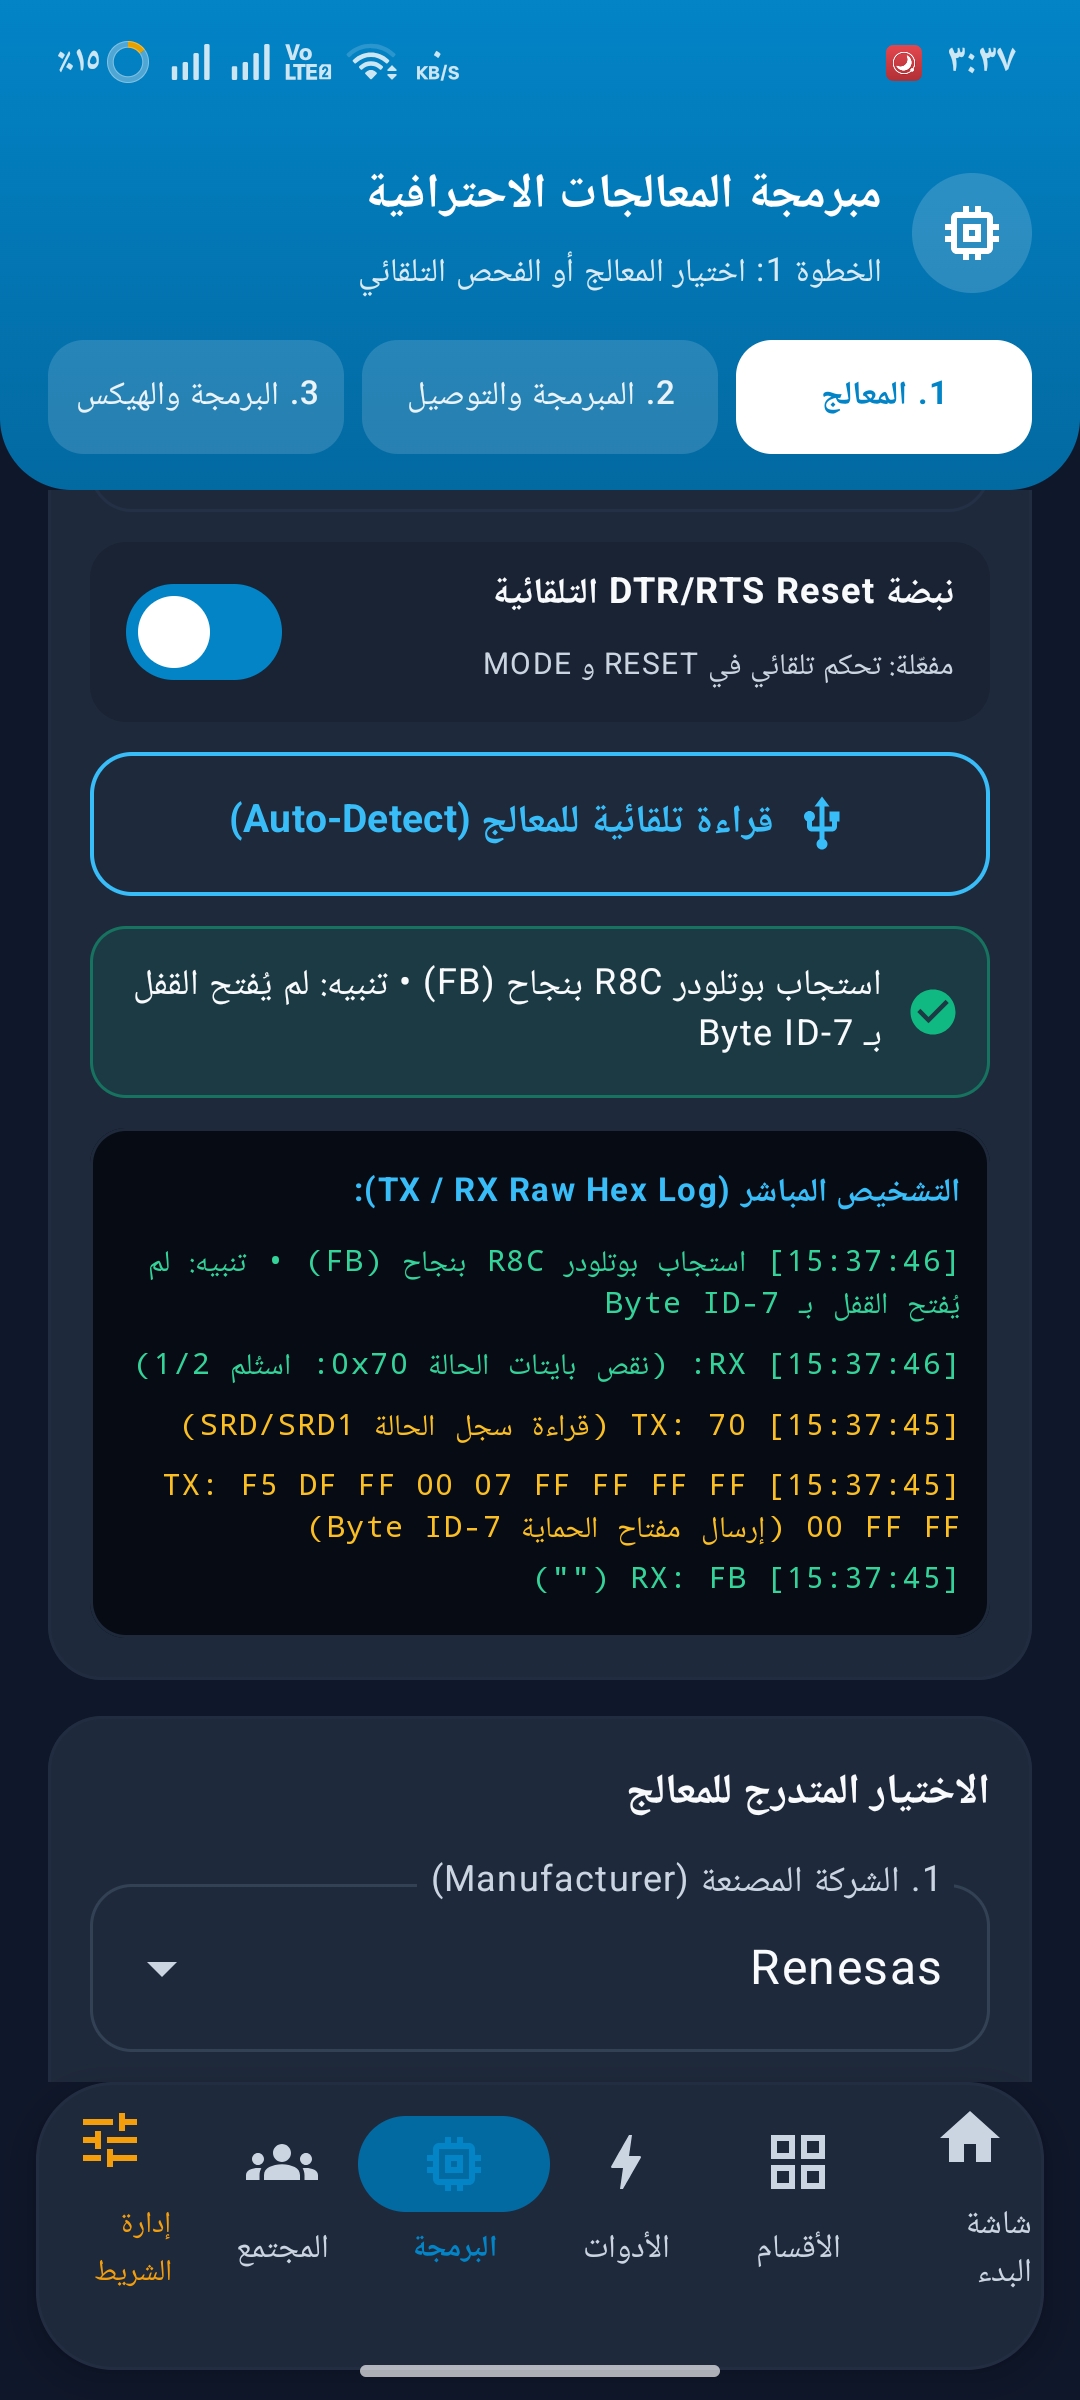 ٣:٣٧
KB/S
Vo LTE2
٪١٥
مبرمجة المعالجات الاحترافية
الخطوة 1: اختيار المعالج أو الفحص التلقائي
1. المعالج
2. المبرمجة والتوصيل
3. البرمجة والهيكس
نبضة DTR/RTS Reset التلقائية
مفعّلة: تحكم تلقائي في RESET و MODE
قراءة تلقائية للمعالج (Auto-Detect)
استجاب بوتلودر R8C بنجاح (FB) • تنبيه: لم يُفتح القفل
بـ 7-Byte ID
التشخيص المباشر (TX / RX Raw Hex Log):
[15:37:46] استجاب بوتلودر R8C بنجاح (FB) • تنبيه: لم
يُفتح القفل بـ 7-Byte ID
[15:37:46] RX: (نقص بايتات الحالة 0x70: استُلم 1/2)
[15:37:45] TX: 70 (قراءة سجل الحالة SRD/SRD1)
[15:37:45] TX: F5 DF FF 00 07 FF FF FF FF
FF FF 00 (إرسال مفتاح الحماية 7-Byte ID)
[15:37:45] RX: FB ("")
الاختيار المتدرج للمعالج
1. الشركة المصنعة (Manufacturer)
Renesas
شاشة
البدء
الأقسام
الأدوات
البرمجة
المجتمع
إدارة
الشريط